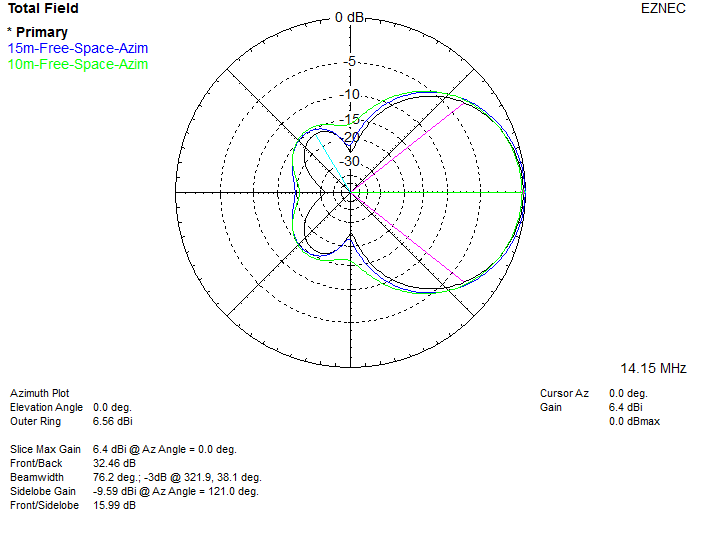 Total Field
EZNEC
* Primary
15m-Free-Space-Azim
10m-Free-Space-Azim
0 dB
-5
-10
-15
-20
-30
14.15 MHz
Azimuth Plot
Elevation Angle 0.0 deg.
Outer Ring 6.56 dBi
Cursor Az 0.0 deg.
Gain 6.4 dBi
0.0 dBmax
Slice Max Gain 6.4 dBi @ Az Angle = 0.0 deg.
Front/Back 32.46 dB
Beamwidth 76.2 deg.; -3dB @ 321.9, 38.1 deg.
Sidelobe Gain -9.59 dBi @ Az Angle = 121.0 deg.
Front/Sidelobe 15.99 dB